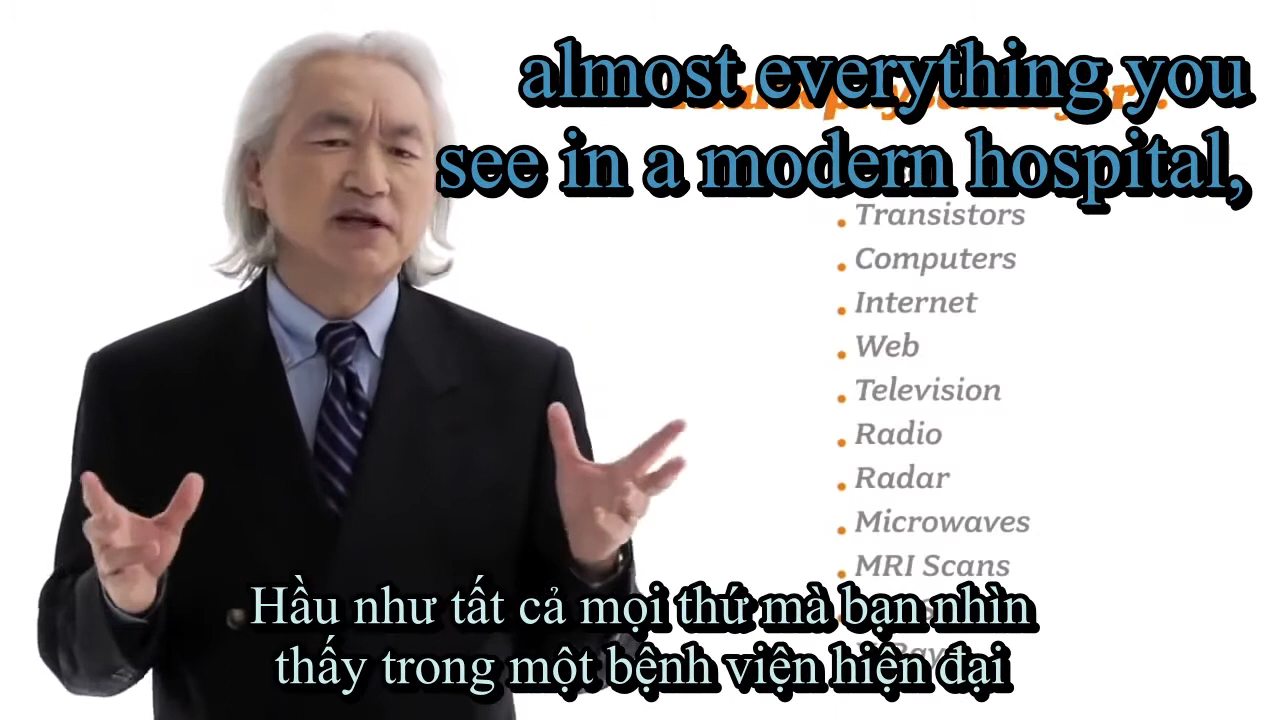 almost everything you
see in a modern hospital,
Transistors
Computers
Internet
Web
Television
Radio
Radar
Microwaves
MRI Scans
Hầu như tất cả mọi thứ mà bạn nhìn
thấy trong một bệnh viện hiện đại